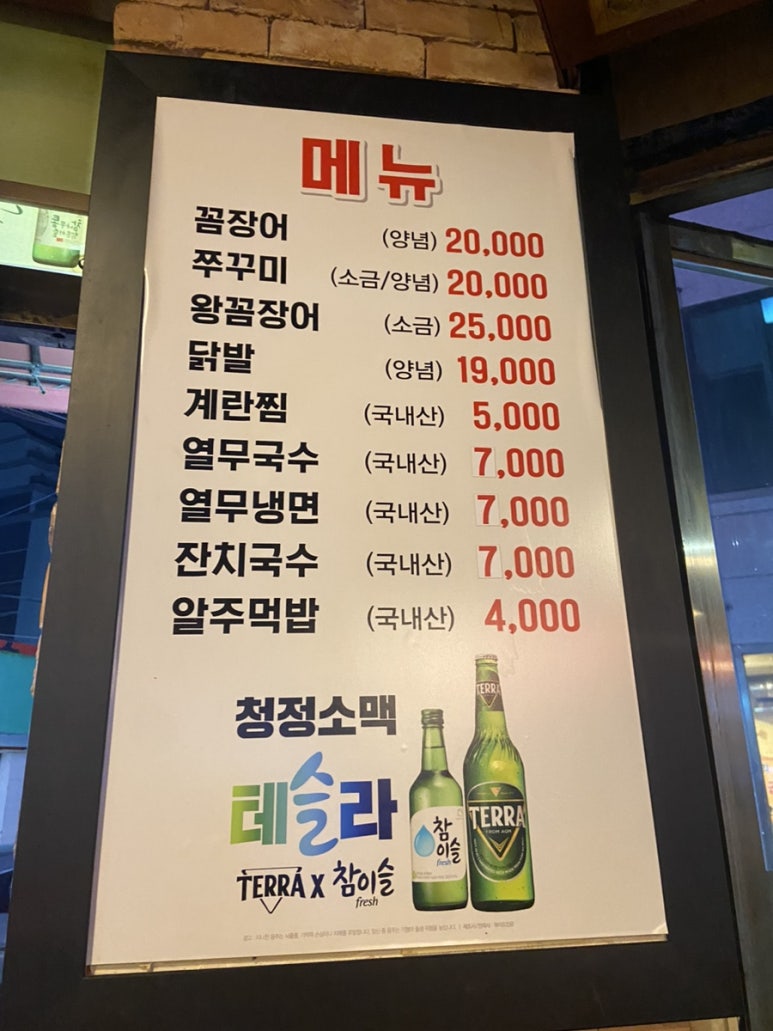 메뉴
꼼장어 (양념) 20,000
쭈꾸미 (소금/양념) 20,000
왕꼼장어 (소금) 25,000
닭발 (양념) 19,000
계란찜 (국내산) 5,000
열무국수 (국내산) 7,000
열무냉면 (국내산) 7,000
잔치국수 (국내산) 7,000
알주먹밥 (국내산) 4,000
청정소맥
테슬라
TERRA X 참이슬
fresh
참이슬
fresh
TERRA
TERRA